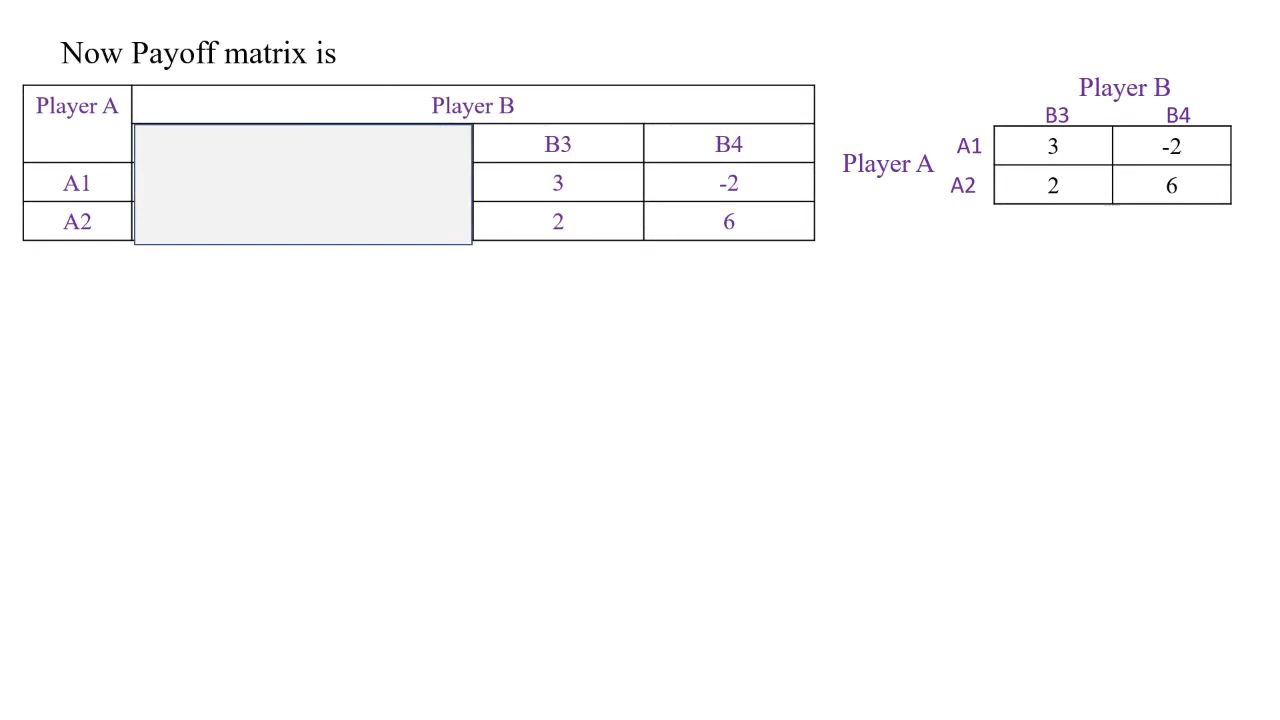 Now Payoff matrix is
Player A Player B
B3 B4
A1 3 -2
A2 2 6
Player B
B3 B4
Player A
A1 3 -2
A2 2 6